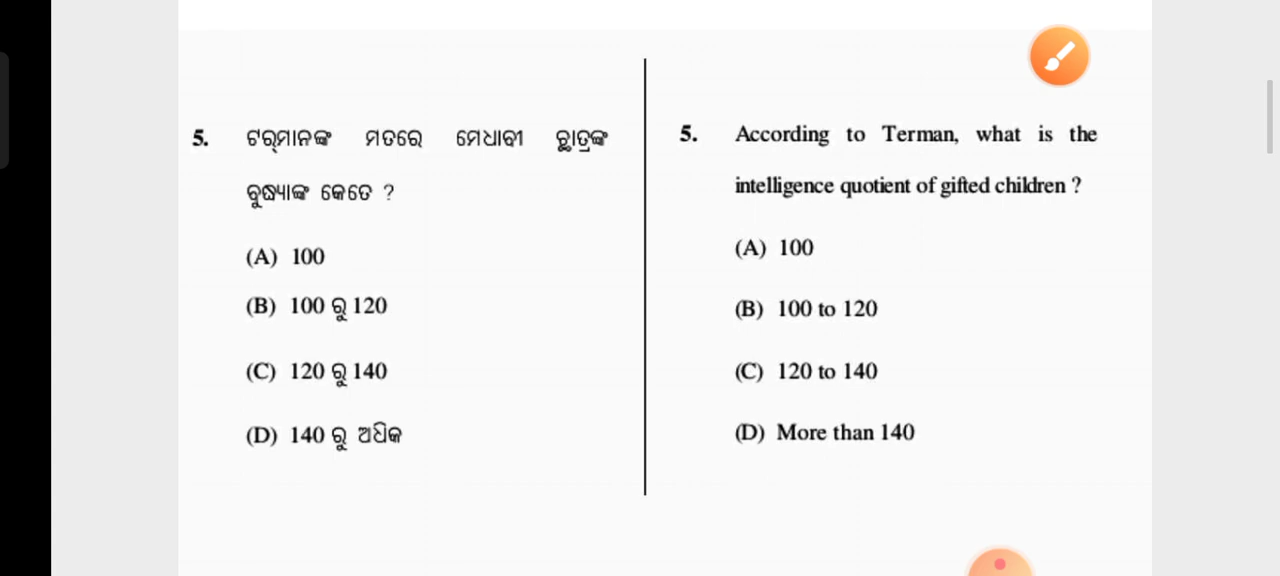 5. ଟର୍‌ମାନଙ୍କ ମତରେ ମେଧାବୀ ଛାତ୍ରଙ୍କ
ବୁଦ୍ଧ୍ୟାଙ୍କ କେତେ ?
(A) 100
(B) 100 ରୁ 120
(C) 120 ରୁ 140
(D) 140 ରୁ ଅଧିକ
5. According to Terman, what is the
intelligence quotient of gifted children ?
(A) 100
(B) 100 to 120
(C) 120 to 140
(D) More than 140